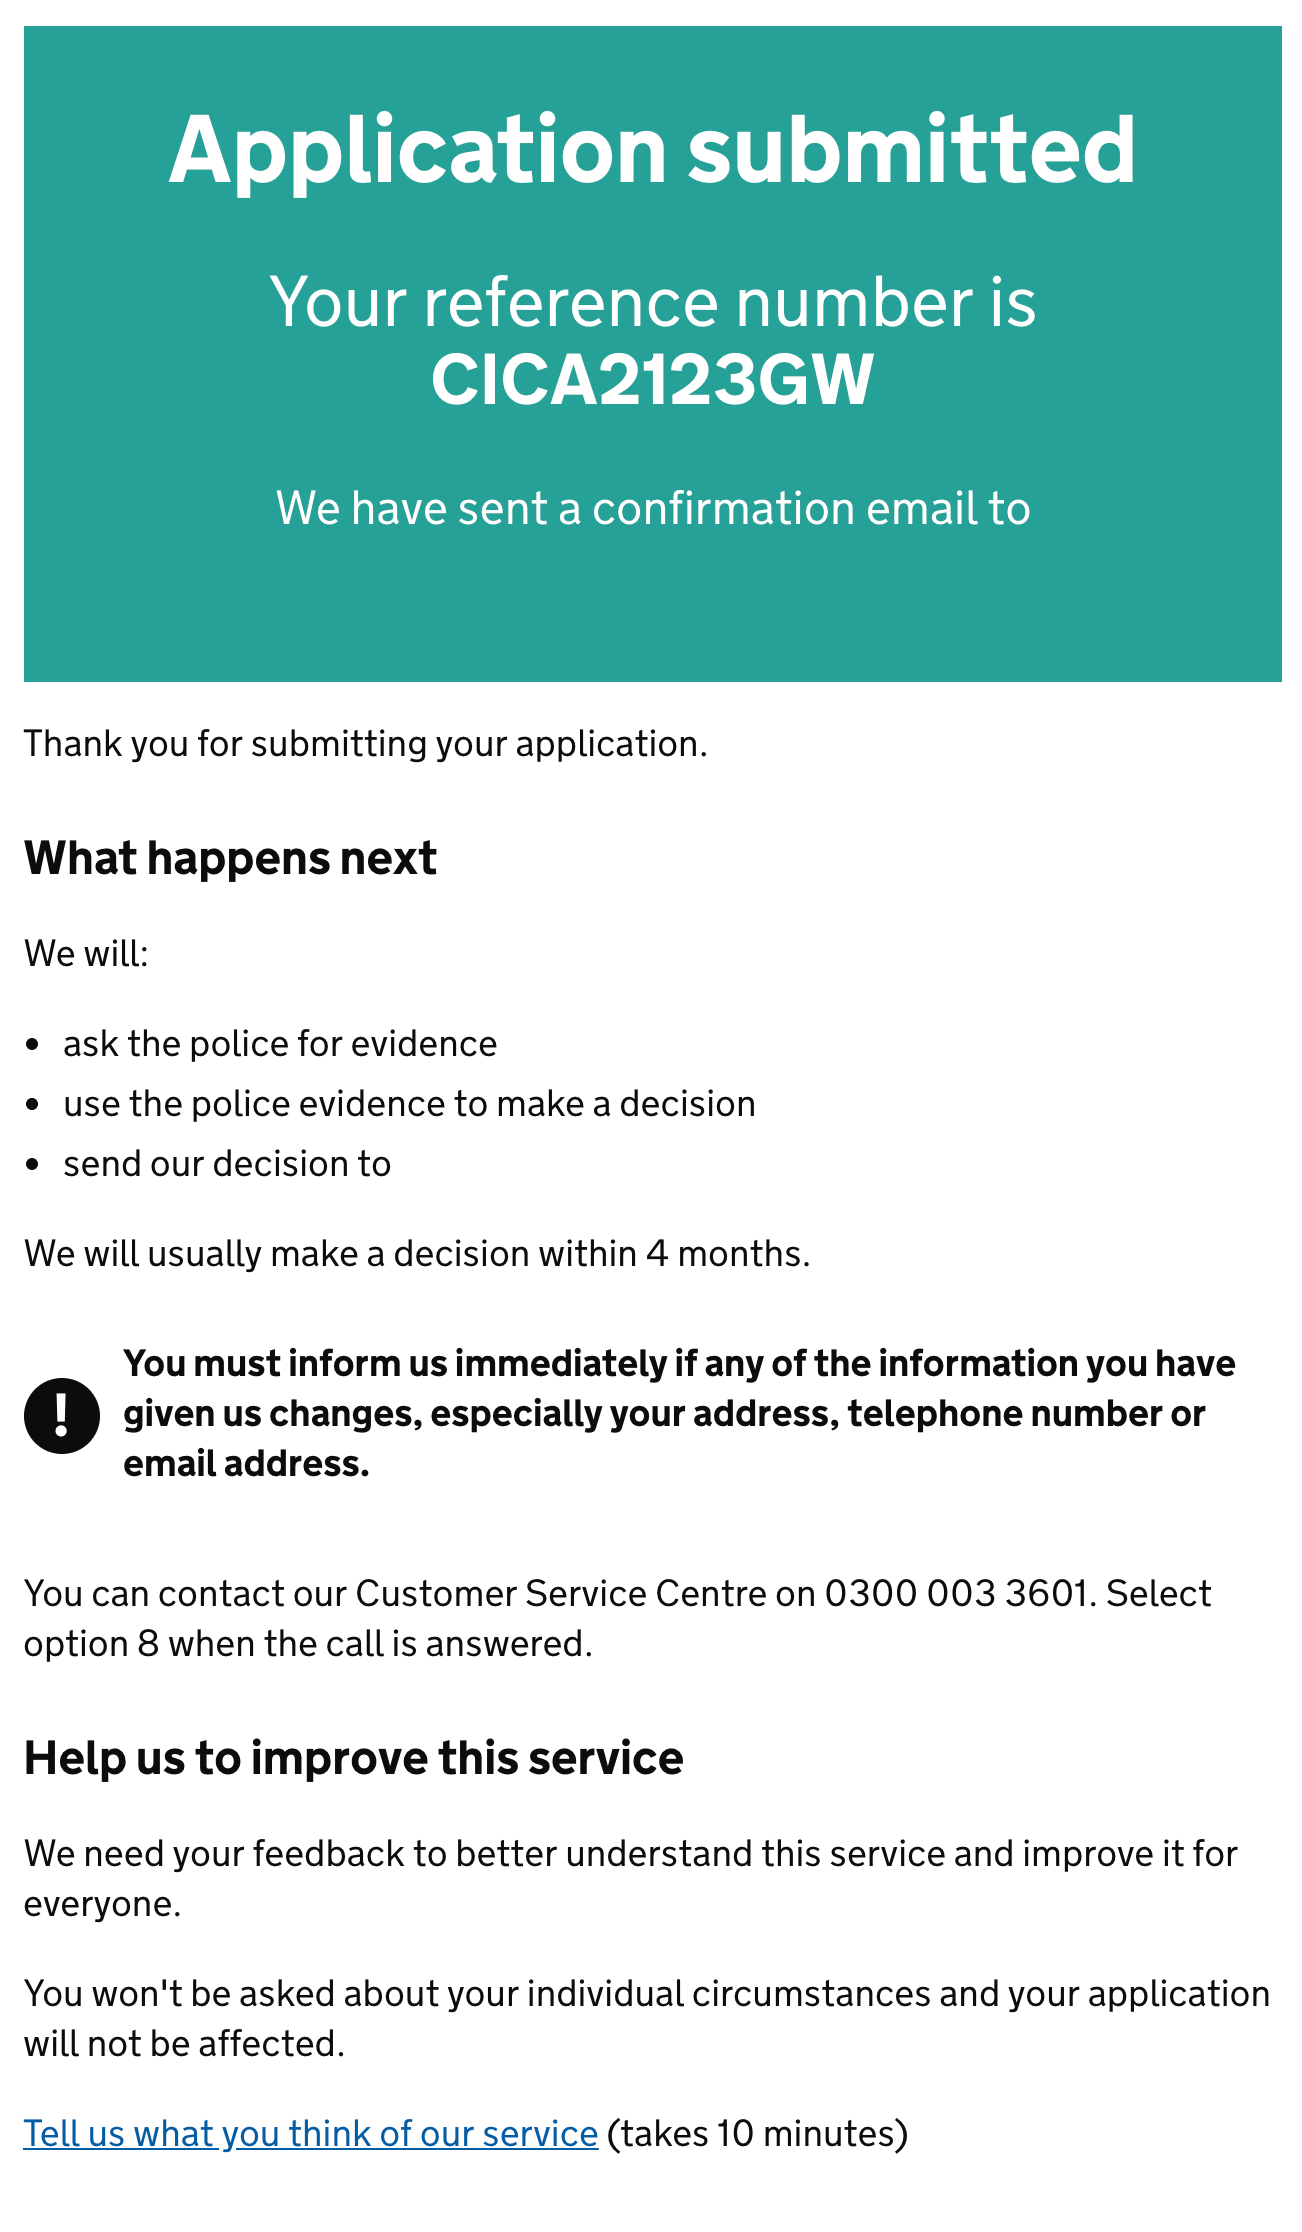 Application submitted
Your reference number is
CICA2123GW
We have sent a confirmation email to
Thank you for submitting your application.
What happens next
We will:
• ask the police for evidence
• use the police evidence to make a decision
• send our decision to
We will usually make a decision within 4 months.
! You must inform us immediately if any of the information you have
given us changes, especially your address, telephone number or
email address.
You can contact our Customer Service Centre on 0300 003 3601. Select
option 8 when the call is answered.
Help us to improve this service
We need your feedback to better understand this service and improve it for
everyone.
You won't be asked about your individual circumstances and your application
will not be affected.
Tell us what you think of our service (takes 10 minutes)